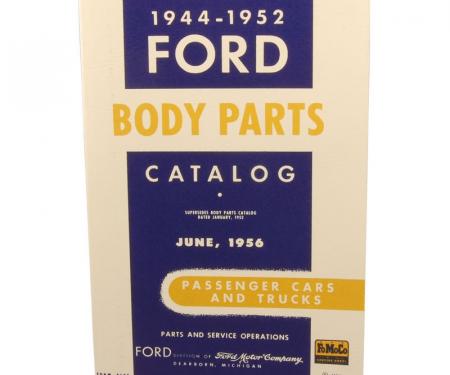 1944-1952
FORD
BODY PARTS
CATALOG
•
SUPERSEDES BODY PARTS CATALOG
DATED JANUARY, 1952
JUNE, 1956
PASSENGER CARS
AND TRUCKS
PARTS AND SERVICE OPERATIONS
FORD DIVISION OF Ford Motor Company,
DEARBORN, MICHIGAN
FoMoCo